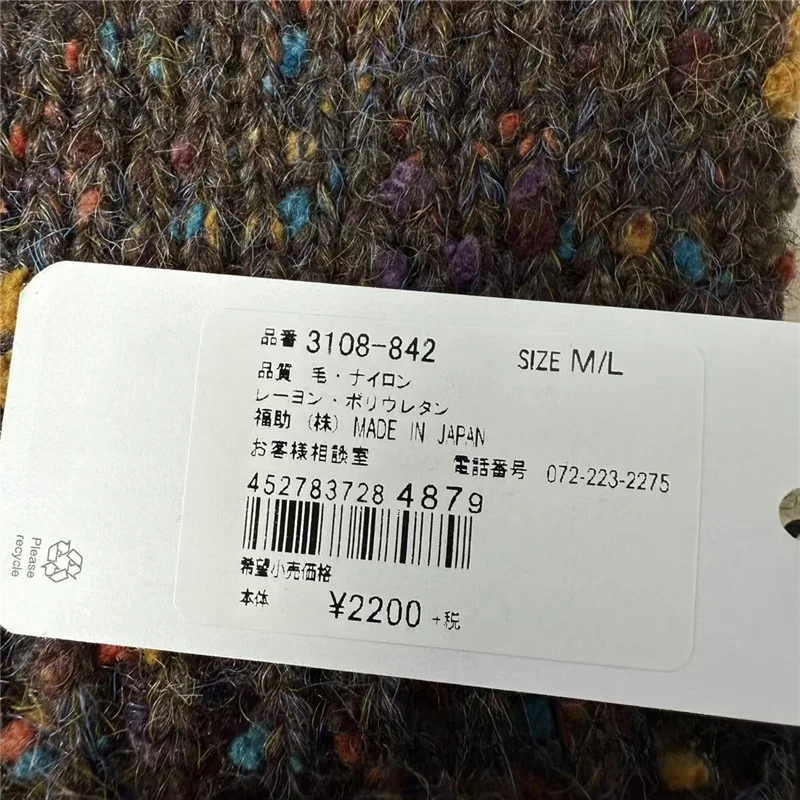 品番 3108-842 SIZE M/L
品質 毛・ナイロン
レーヨン・ポリウレタン
福助 (株) MADE IN JAPAN
お客様相談室 電話番号 072-223-2275
452783728 4879
希望小売価格
本体 ¥2200 +税
Please
recycle